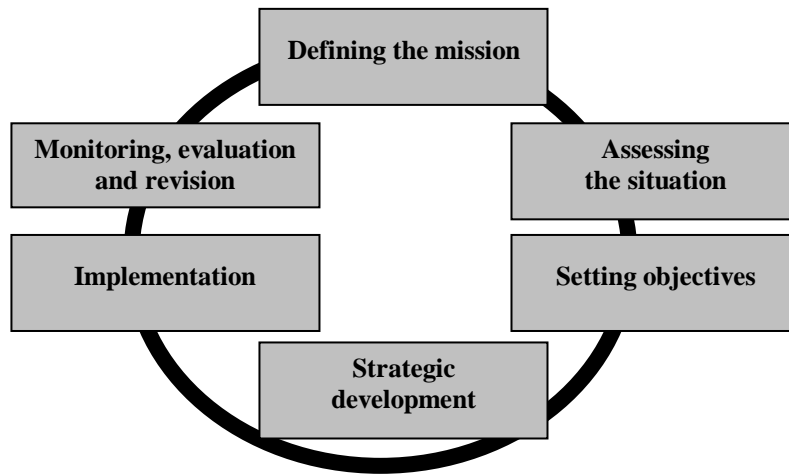 Defining the mission
Assessing
the situation
Setting objectives
Strategic
development
Implementation
Monitoring, evaluation
and revision